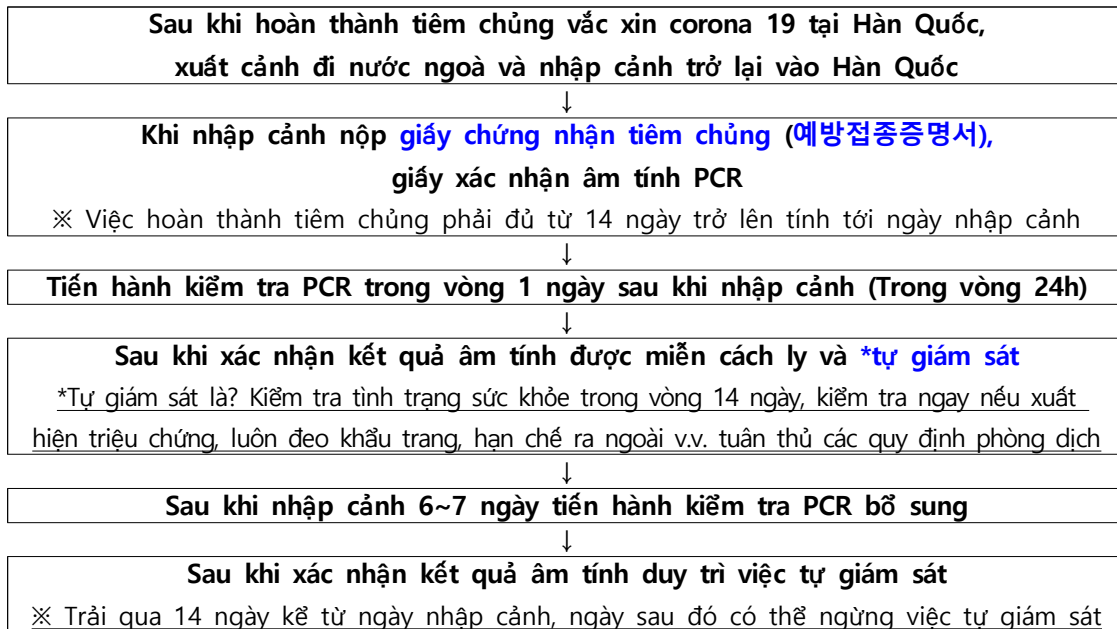 Sau khi hoàn thành tiêm chủng vắc xin corona 19 tại Hàn Quốc,
xuất cảnh đi nước ngoà và nhập cảnh trở lại vào Hàn Quốc
↓
Khi nhập cảnh nộp giấy chứng nhận tiêm chủng (예방접종증명서),
giấy xác nhận âm tính PCR
※ Việc hoàn thành tiêm chủng phải đủ từ 14 ngày trở lên tính tới ngày nhập cảnh
↓
Tiến hành kiểm tra PCR trong vòng 1 ngày sau khi nhập cảnh (Trong vòng 24h)
↓
Sau khi xác nhận kết quả âm tính được miễn cách ly và *tự giám sát
*Tự giám sát là? Kiểm tra tình trạng sức khỏe trong vòng 14 ngày, kiểm tra ngay nếu xuất
hiện triệu chứng, luôn đeo khẩu trang, hạn chế ra ngoài v.v. tuân thủ các quy định phòng dịch
↓
Sau khi nhập cảnh 6~7 ngày tiến hành kiểm tra PCR bổ sung
↓
Sau khi xác nhận kết quả âm tính duy trì việc tự giám sát
※ Trải qua 14 ngày kể từ ngày nhập cảnh, ngày sau đó có thể ngừng việc tự giám sát